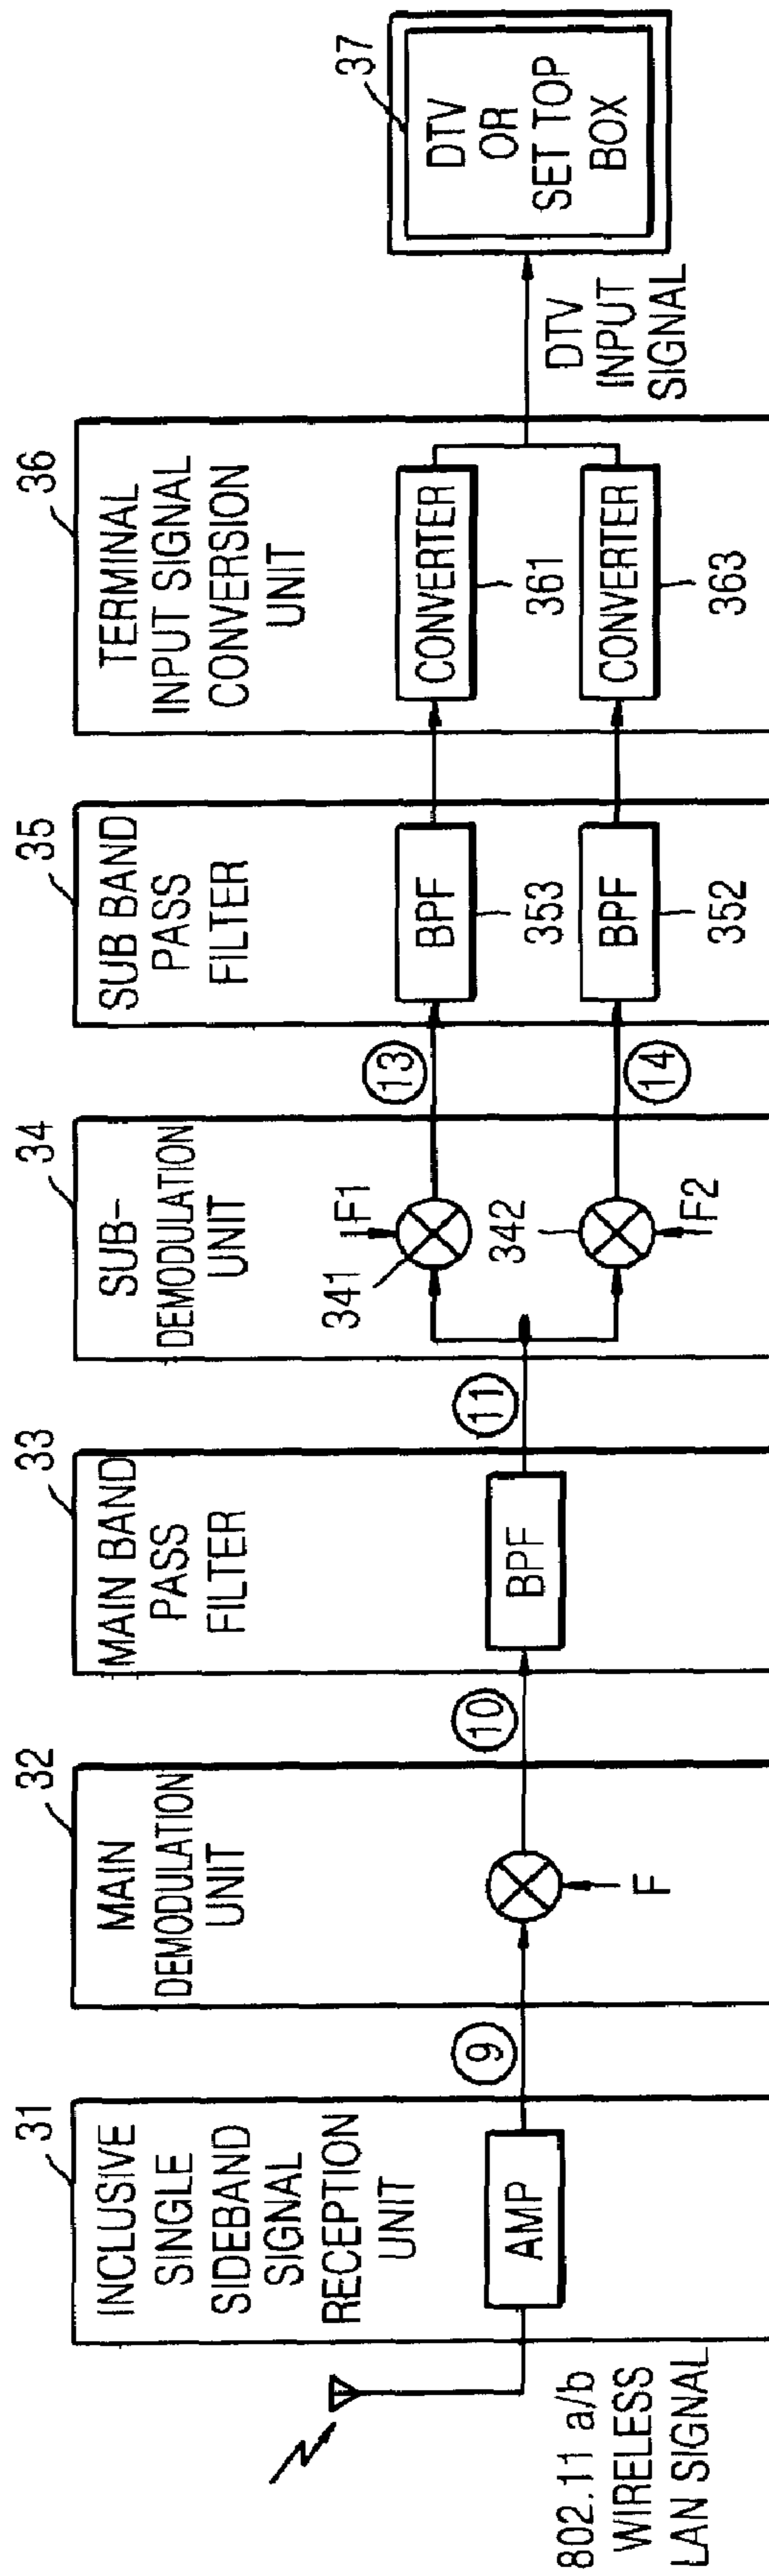 31
INCLUSIVE
SINGLE
SIDEBAND
SIGNAL
RECEPTION
UNIT
AMP
802.11 a/b
WIRELESS
LAN SIGNAL
9
32
MAIN
DEMODULATION
UNIT
F
10
33
MAIN BAND
PASS
FILTER
BPF
11
34
SUB-
DEMODULATION
UNIT
341
F1
342
F2
13
14
35
SUB BAND
PASS
FILTER
BPF
353
BPF
352
36
TERMINAL
INPUT SIGNAL
CONVERSION
UNIT
CONVERTER
361
CONVERTER
363
DTV
INPUT
SIGNAL
37
DTV
OR
SET TOP
BOX